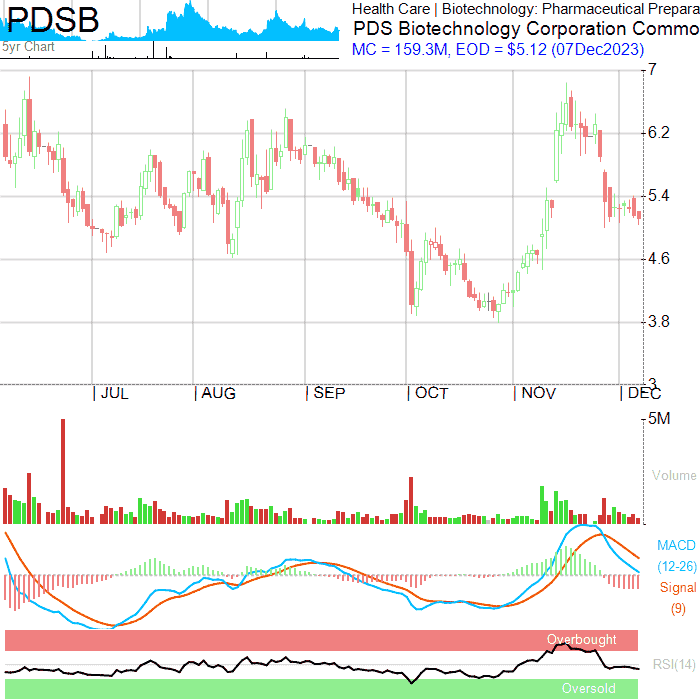 PDSB
5yr Chart
Health Care | Biotechnology: Pharmaceutical Prepara
PDS Biotechnology Corporation Commo
MC = 159.3M, EOD = $5.12 (07Dec2023)
7
6.2
5.4
4.6
3.8
3
JUL AUG SEP OCT NOV DEC
5M
Volume
MACD
(12-26)
Signal
(9)
Overbought
RSI(14)
Oversold